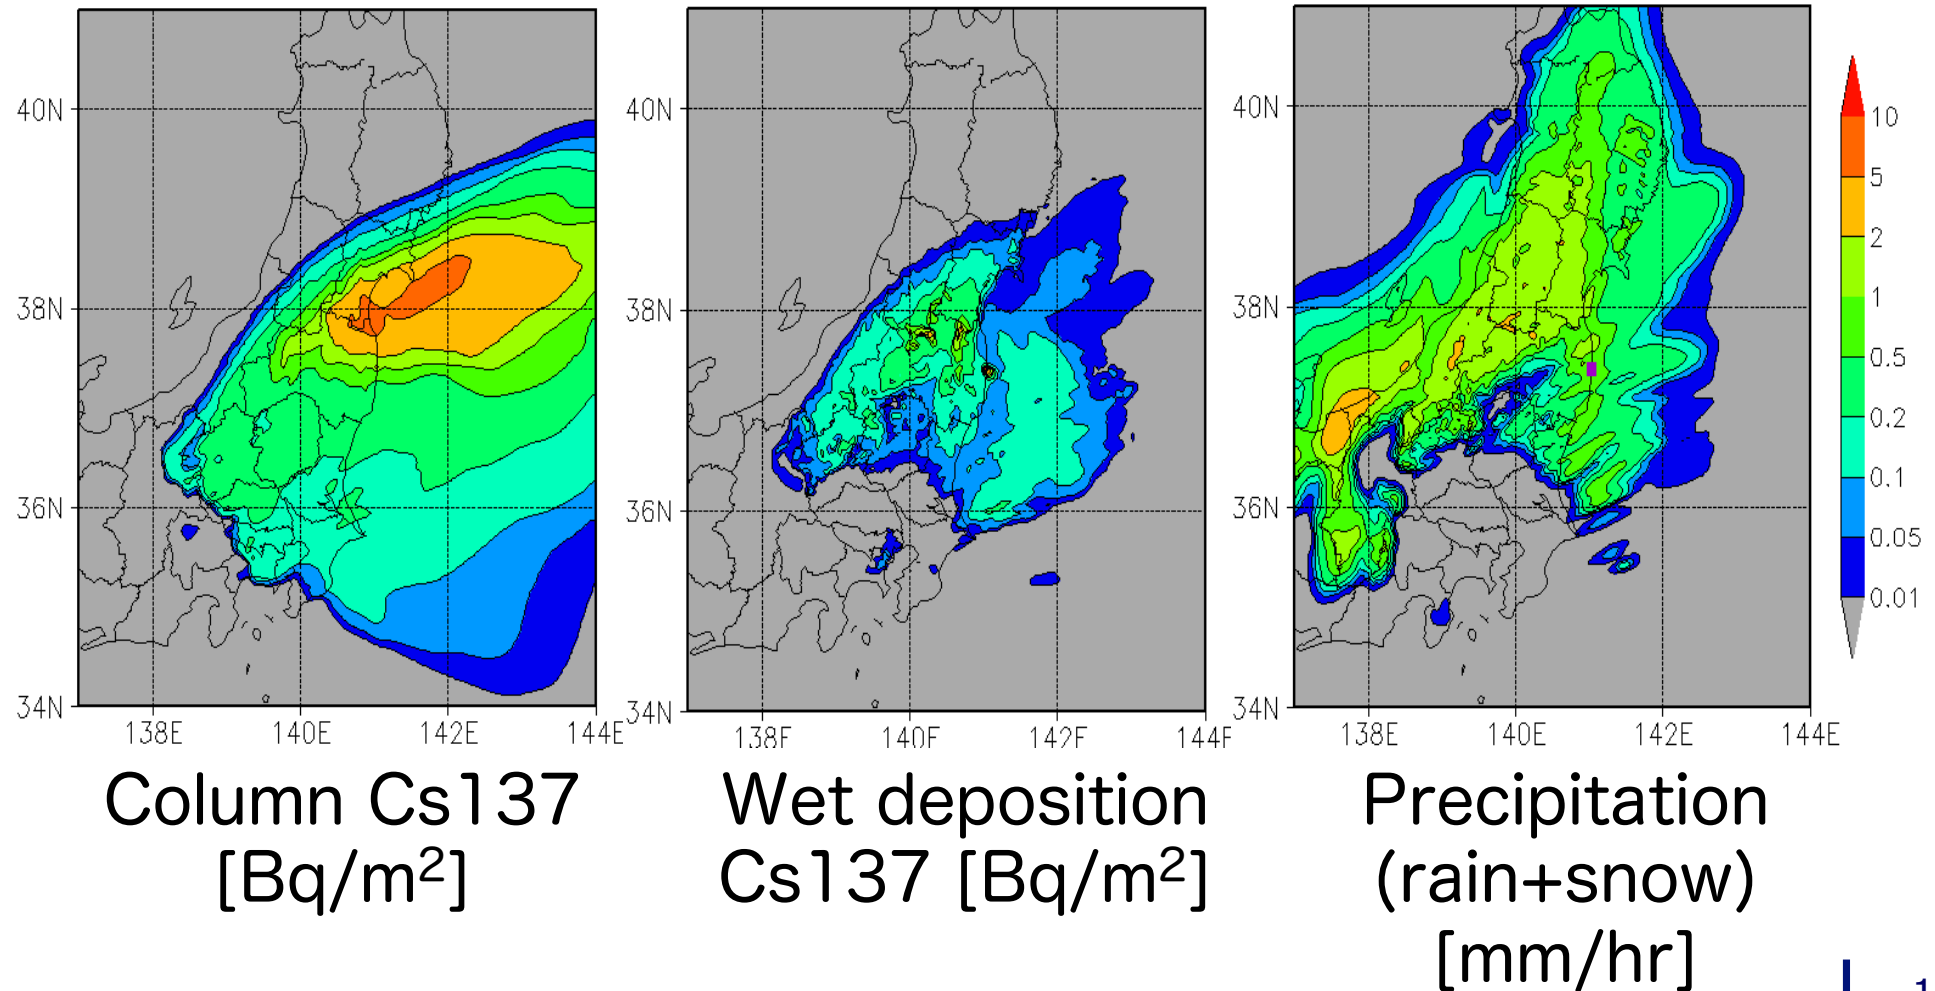 40N
38N
36N
34N
138E 140E 142E 144E
Column Cs137
[Bq/m²]
40N
38N
36N
34N
138E 140E 142E 144E
Wet deposition
Cs137 [Bq/m²]
40N
38N
36N
34N
138E 140E 142E 144E
Precipitation
(rain+snow)
[mm/hr]
10
5
2
1
0.5
0.2
0.1
0.05
0.01